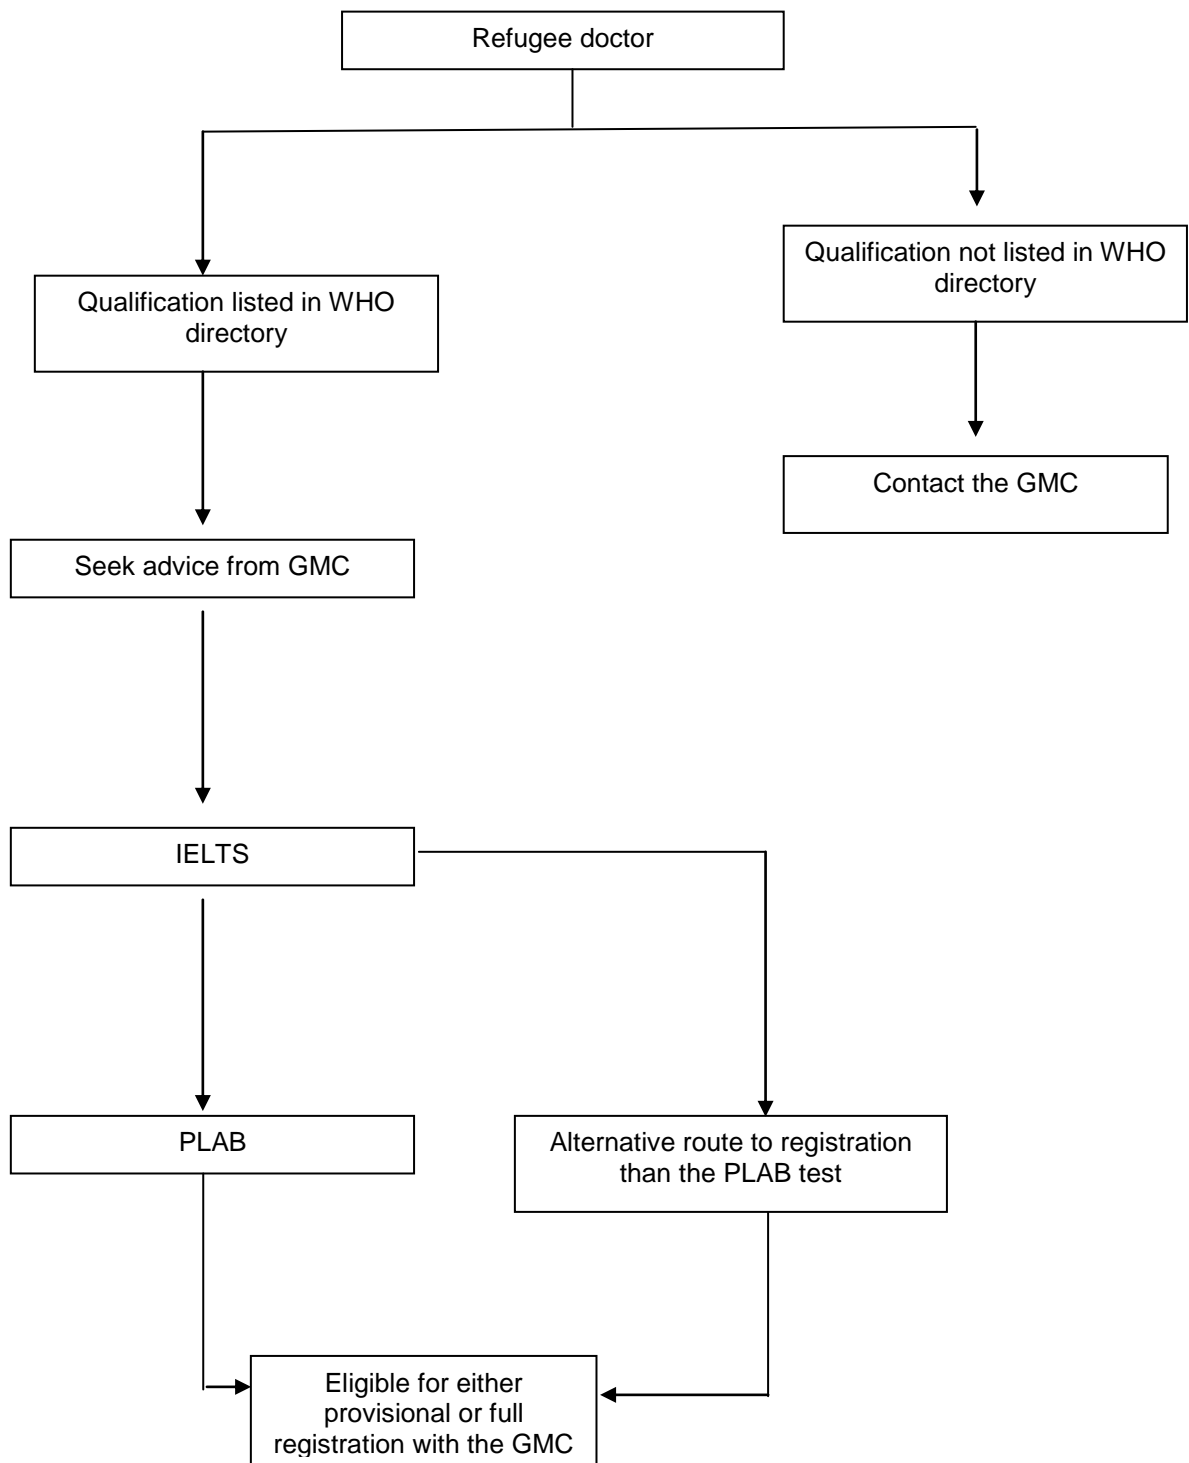 Refugee doctor
Qualification not listed in WHO
directory
Qualification listed in WHO
directory
Contact the GMC
Seek advice from GMC
IELTS
PLAB
Alternative route to registration
than the PLAB test
Eligible for either
provisional or full
registration with the GMC